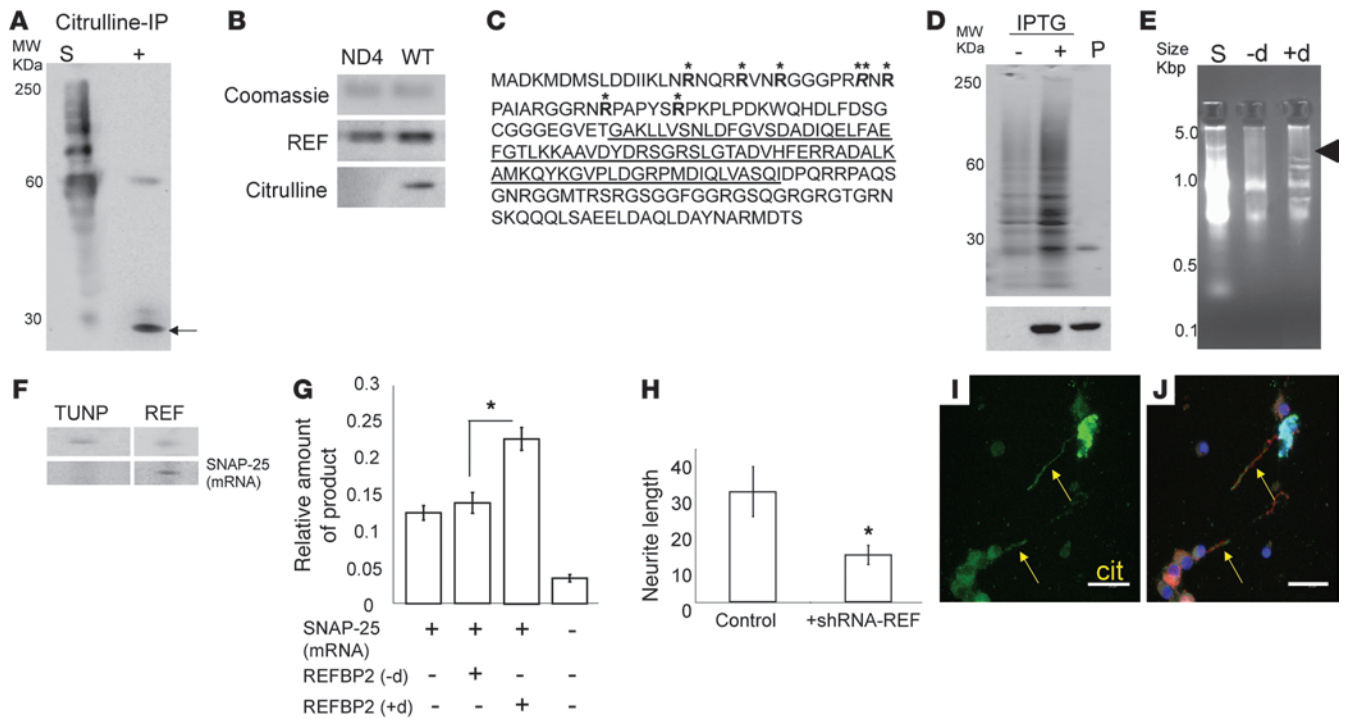 A
Citrulline-IP
MW
KDa
S
+
250
60
30
B
ND4 WT
Coomassie
REF
Citrulline
C
* * * ** *
MADKMDMSLDDIIKLNRNQRRVNRGGGPRRNR
* *
PAIARGGRNRPAPYSRPKPLPDKWQHDLFDSG
CGGGEGVETGAKLLVSNLDFGVSDADIQELFAE
FGTLKKAAVDYDRSGRSLGTADVHFERRADALK
AMKQYKGVPLDGRPMDIQLVASQIDPQRRPAQS
GNRGGMTRSRGSGGFGGRGSQGRGRGTGRN
SKQQQLSAEELDAQLDAYNARMDTS
D
MW
KDa
IPTG
- + P
250
60
30
E
Size
Kbp
S -d +d
5.0
1.0
0.5
0.1
F
TUNP REF
SNAP-25
(mRNA)
G
Relative amount
of product
0.3
0.25
0.2
0.15
0.1
0.05
0
*
SNAP-25
(mRNA)
+ + + -
REFBP2 (-d) - + - -
REFBP2 (+d) - - + -
H
Neurite length
40
30
20
10
0
*
Control +shRNA-REF
I
cit
J